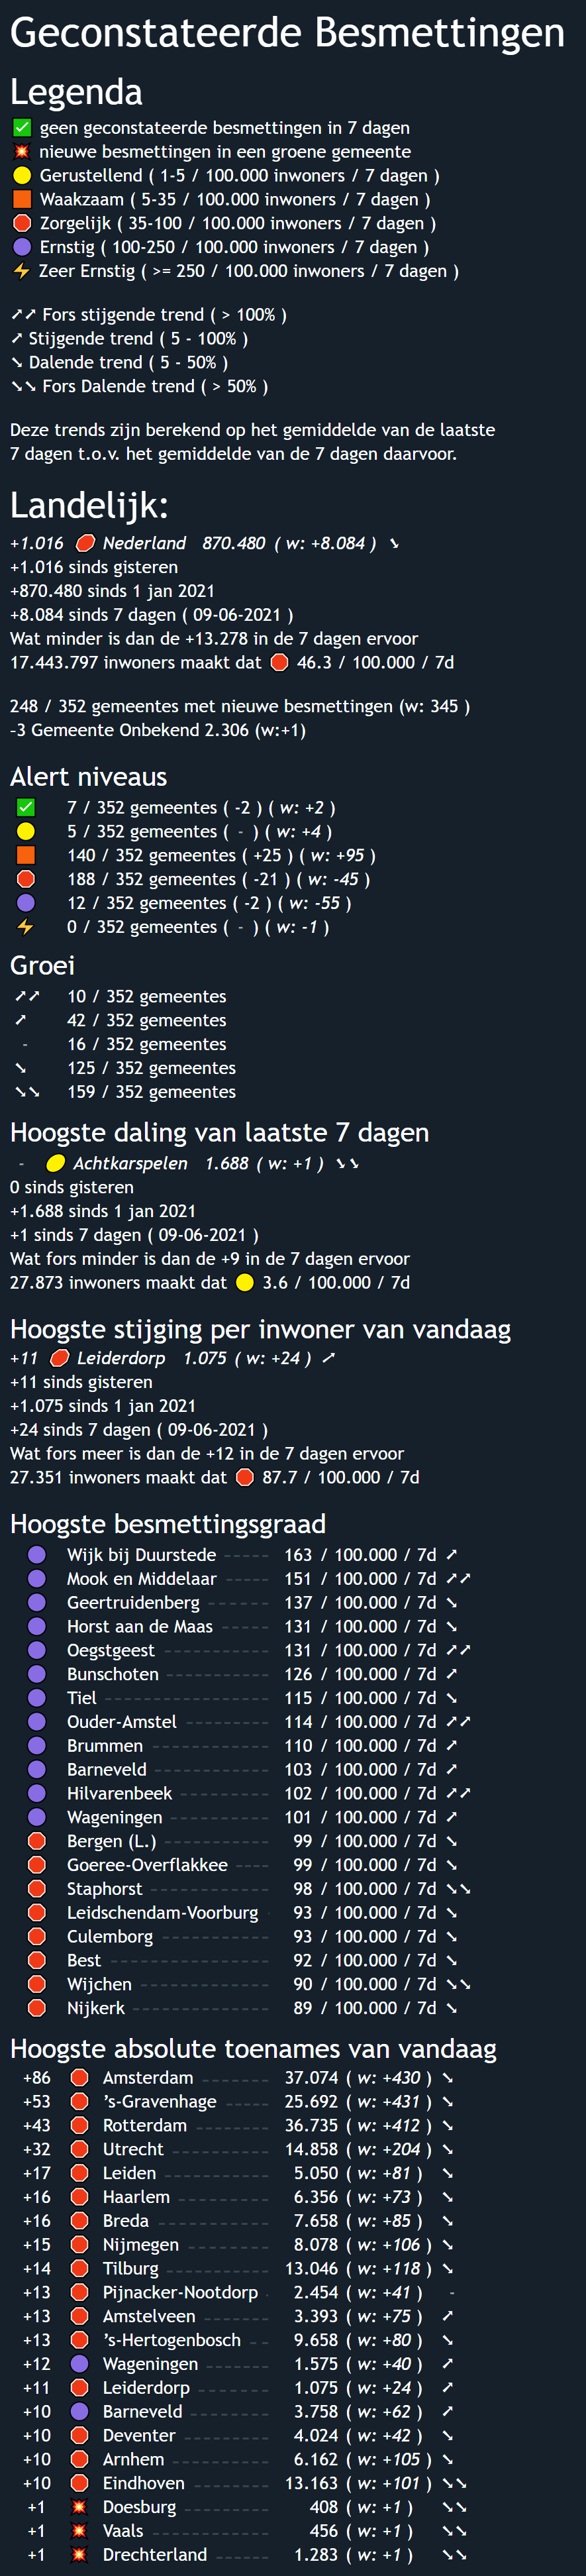 Geconstateerde Besmettingen
Legenda
✅ geen geconstateerde besmettingen in 7 dagen
💥 nieuwe besmettingen in een groene gemeente
Gerustellend ( 1-5 / 100.000 inwoners / 7 dagen )
Waakzaam ( 5-35 / 100.000 inwoners / 7 dagen )
Zorgelijk ( 35-100 / 100.000 inwoners / 7 dagen )
Ernstig ( 100-250 / 100.000 inwoners / 7 dagen )
⚡ Zeer Ernstig ( >= 250 / 100.000 inwoners / 7 dagen )
➚➚ Fors stijgende trend ( > 100% )
➚ Stijgende trend ( 5 - 100% )
➘ Dalende trend ( 5 - 50% )
➘➘ Fors Dalende trend ( > 50% )
Deze trends zijn berekend op het gemiddelde van de laatste
7 dagen t.o.v. het gemiddelde van de 7 dagen daarvoor.
Landelijk:
+1.016 Nederland 870.480 ( w: +8.084 ) ➘
+1.016 sinds gisteren
+870.480 sinds 1 jan 2021
+8.084 sinds 7 dagen ( 09-06-2021 )
Wat minder is dan de +13.278 in de 7 dagen ervoor
17.443.797 inwoners maakt dat 46.3 / 100.000 / 7d
248 / 352 gemeentes met nieuwe besmettingen (w: 345 )
-3 Gemeente Onbekend 2.306 (w:+1)
Alert niveaus
7 / 352 gemeentes ( -2 ) ( w: +2 )
5 / 352 gemeentes ( - ) ( w: +4 )
140 / 352 gemeentes ( +25 ) ( w: +95 )
188 / 352 gemeentes ( -21 ) ( w: -45 )
12 / 352 gemeentes ( -2 ) ( w: -55 )
0 / 352 gemeentes ( - ) ( w: -1 )
Groei
➚➚ 10 / 352 gemeentes
➚ 42 / 352 gemeentes
- 16 / 352 gemeentes
➘ 125 / 352 gemeentes
➘➘ 159 / 352 gemeentes
Hoogste daling van laatste 7 dagen
- Achtkarspelen 1.688 ( w: +1 ) ➘➘
0 sinds gisteren
+1.688 sinds 1 jan 2021
+1 sinds 7 dagen ( 09-06-2021 )
Wat fors minder is dan de +9 in de 7 dagen ervoor
27.873 inwoners maakt dat 3.6 / 100.000 / 7d
Hoogste stijging per inwoner van vandaag
+11 Leiderdorp 1.075 ( w: +24 ) ➚
+11 sinds gisteren
+1.075 sinds 1 jan 2021
+24 sinds 7 dagen ( 09-06-2021 )
Wat fors meer is dan de +12 in de 7 dagen ervoor
27.351 inwoners maakt dat 87.7 / 100.000 / 7d
Hoogste besmettingsgraad
Wijk bij Duurstede 163 / 100.000 / 7d ➚
Mook en Middelaar 151 / 100.000 / 7d ➚➚
Geertruidenberg 137 / 100.000 / 7d ➘
Horst aan de Maas 131 / 100.000 / 7d ➘
Oegstgeest 131 / 100.000 / 7d ➚➚
Bunschoten 126 / 100.000 / 7d ➚
Tiel 115 / 100.000 / 7d ➘
Ouder-Amstel 114 / 100.000 / 7d ➚➚
Brummen 110 / 100.000 / 7d ➚
Barneveld 103 / 100.000 / 7d ➚
Hilvarenbeek 102 / 100.000 / 7d ➚➚
Wageningen 101 / 100.000 / 7d ➚
Bergen (L.) 99 / 100.000 / 7d ➘
Goeree-Overflakkee 99 / 100.000 / 7d ➘
Staphorst 98 / 100.000 / 7d ➘➘
Leidschendam-Voorburg 93 / 100.000 / 7d ➘
Culemborg 93 / 100.000 / 7d ➘
Best 92 / 100.000 / 7d ➘
Wijchen 90 / 100.000 / 7d ➘➘
Nijkerk 89 / 100.000 / 7d ➘
Hoogste absolute toenames van vandaag
+86 Amsterdam 37.074 ( w: +430 ) ➘
+53 ’s-Gravenhage 25.692 ( w: +431 ) ➘
+43 Rotterdam 36.735 ( w: +412 ) ➘
+32 Utrecht 14.858 ( w: +204 ) ➘
+17 Leiden 5.050 ( w: +81 ) ➘
+16 Haarlem 6.356 ( w: +73 ) ➘
+16 Breda 7.658 ( w: +85 ) ➘
+15 Nijmegen 8.078 ( w: +106 ) ➘
+14 Tilburg 13.046 ( w: +118 ) ➘
+13 Pijnacker-Nootdorp 2.454 ( w: +41 ) -
+13 Amstelveen 3.393 ( w: +75 ) ➚
+13 ’s-Hertogenbosch 9.658 ( w: +80 ) ➘
+12 Wageningen 1.575 ( w: +40 ) ➚
+11 Leiderdorp 1.075 ( w: +24 ) ➚
+10 Barneveld 3.758 ( w: +62 ) ➚
+10 Deventer 4.024 ( w: +42 ) ➘
+10 Arnhem 6.162 ( w: +105 ) ➘
+10 Eindhoven 13.163 ( w: +101 ) ➘➘
+1 Doesburg 408 ( w: +1 ) ➘➘
+1 Vaals 456 ( w: +1 ) ➘➘
+1 Drechterland 1.283 ( w: +1 ) ➘➘